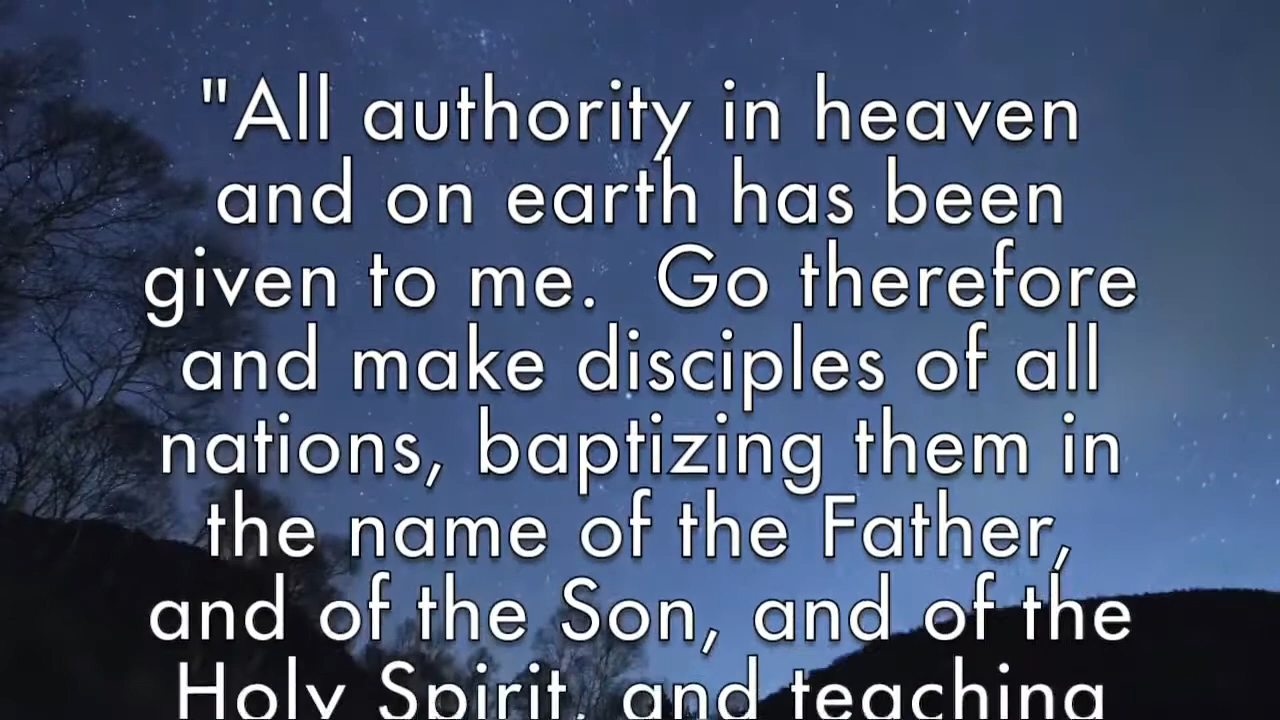 "All authority in heaven
and on earth has been
given to me.  Go therefore
and make disciples of all
nations, baptizing them in
the name of the Father,
and of the Son, and of the
Holy Spirit, and teaching